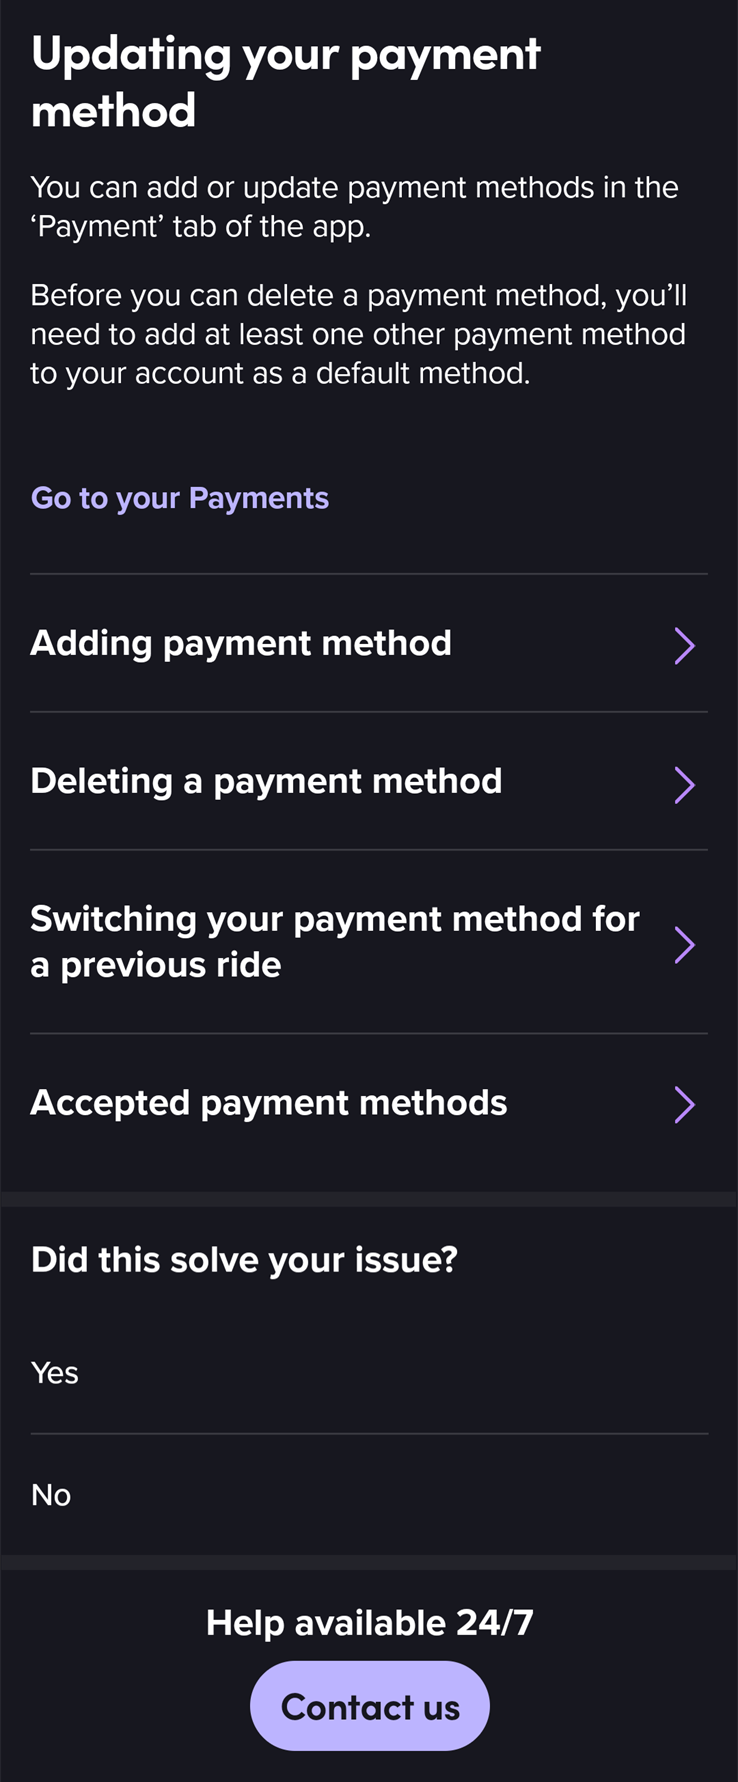 Updating your payment
method
You can add or update payment methods in the
‘Payment’ tab of the app.
Before you can delete a payment method, you’ll
need to add at least one other payment method
to your account as a default method.
Go to your Payments
Adding payment method
Deleting a payment method
Switching your payment method for
a previous ride
Accepted payment methods
Did this solve your issue?
Yes
No
Help available 24/7
Contact us